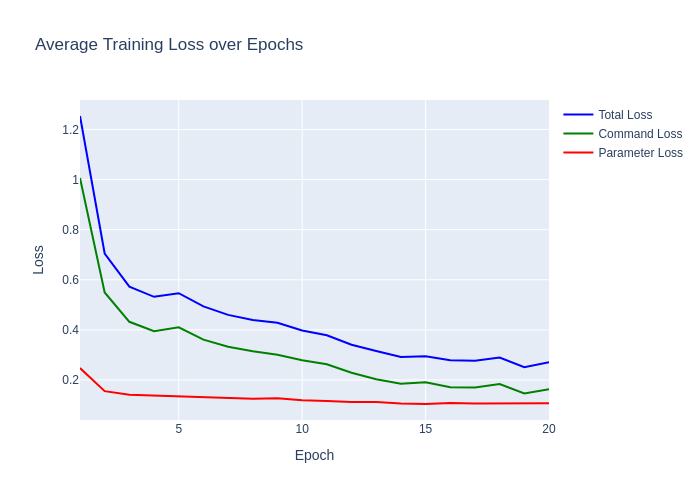 Average Training Loss over Epochs
Total Loss
Command Loss
Parameter Loss
1.2
1
0.8
0.6
0.4
0.2
Loss
5
10
15
20
Epoch